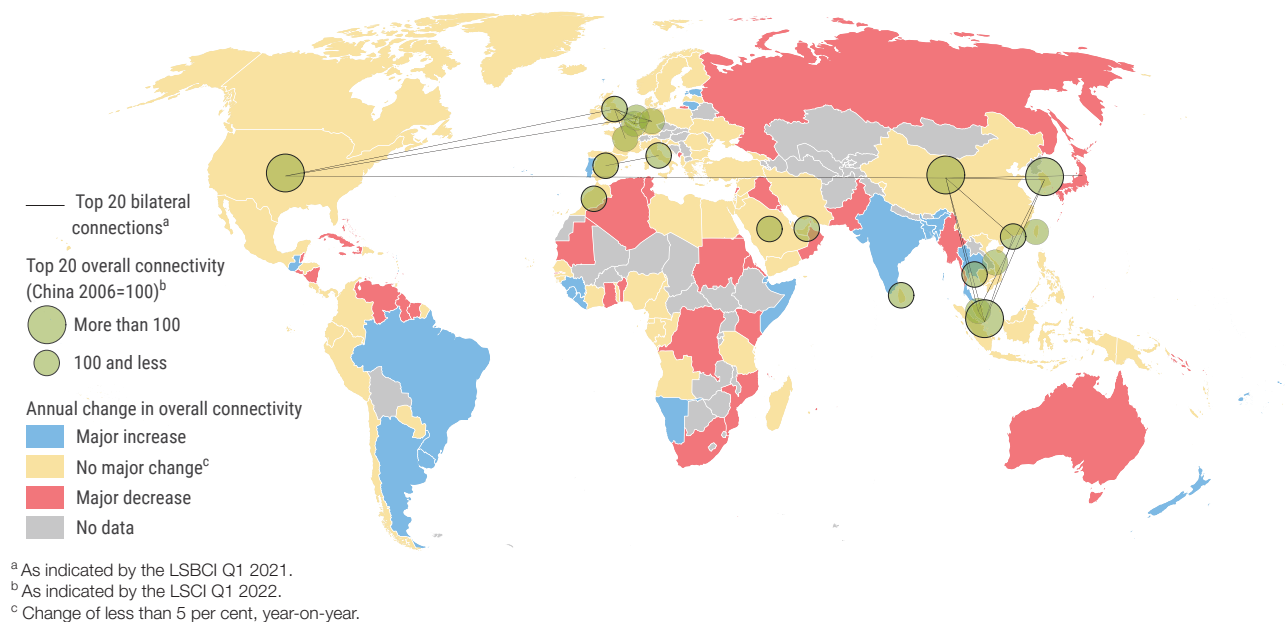 Top 20 bilateral
connections a
Top 20 overall connectivity
(China 2006=100) b
More than 100
100 and less
Annual change in overall connectivity
Major increase
No major change c
Major decrease
No data
a As indicated by the LSBCI Q1 2021.
b As indicated by the LSCI Q1 2022.
c Change of less than 5 per cent, year-on-year.